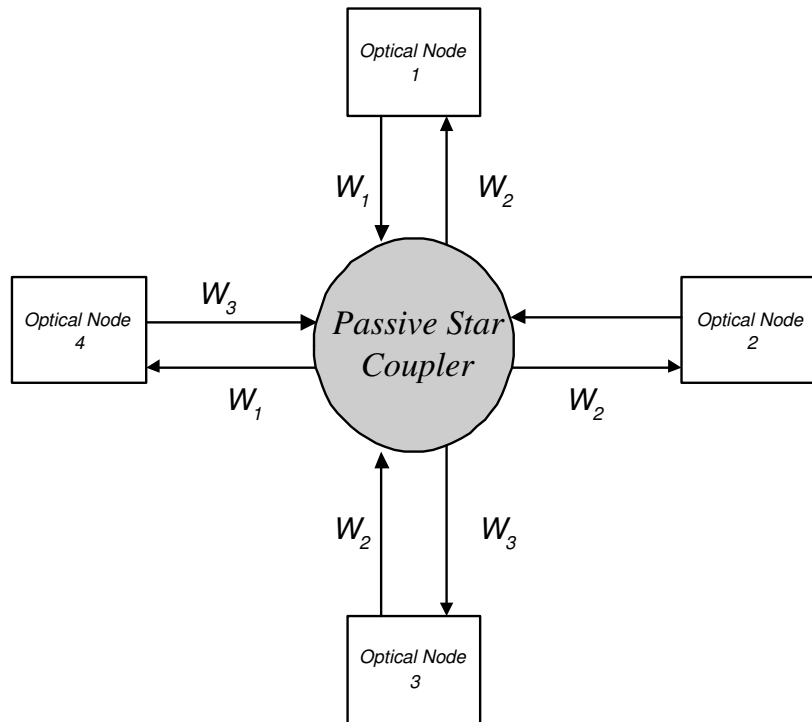 Optical Node
1
W1
W2
Optical Node
4
W3
W1
Passive Star
Coupler
Optical Node
2
W2
W2
W3
Optical Node
3